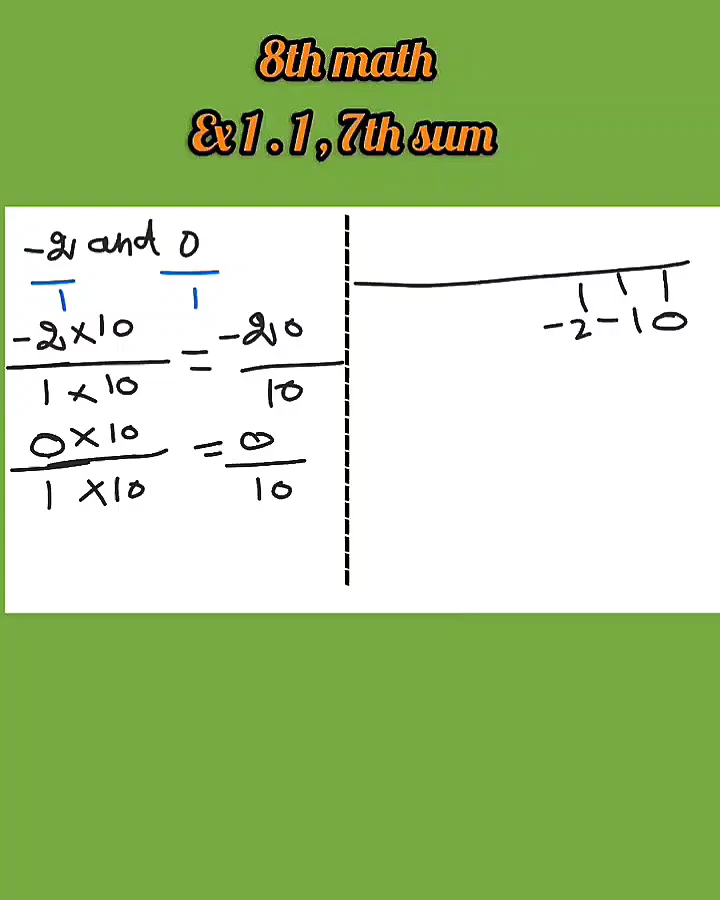 8th math
Ex 1.1, 7th sum
-2 and 0
1 1
-2 × 10 = -20
1 × 10 10
0 × 10 = 0
1 × 10 10
-2 -1 0